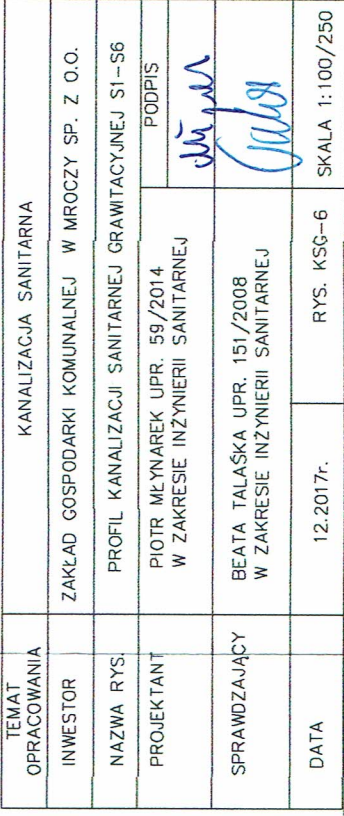 TEMAT
OPRACOWANIA
KANALIZACJA SANITARNA
INWESTOR
ZAKŁAD GOSPODARKI KOMUNALNEJ W MROCZY SP. Z O.O.
NAZWA RYS.
PROFIL KANALIZACJI SANITARNEJ GRAWITACYJNEJ S1-S6
PROJEKTANT
PIOTR MŁYNAREK UPR. 59/2014
W ZAKRESIE INŻYNIERII SANITARNEJ
PODPIS
SPRAWDZAJĄCY
BEATA TALAŚKA UPR. 151/2008
W ZAKRESIE INŻYNIERII SANITARNEJ
DATA
12.2017r.
RYS. KSG-6
SKALA 1:100/250